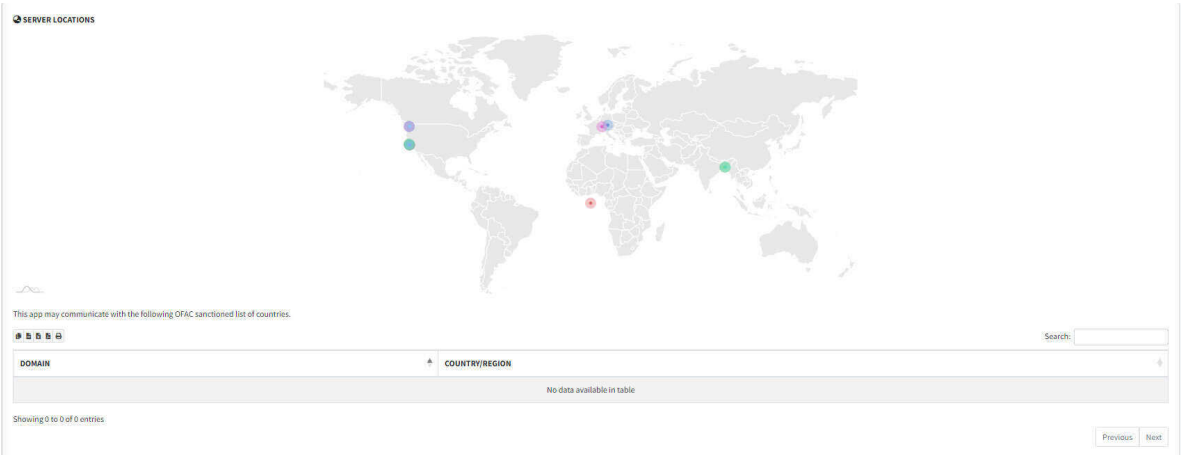 SERVER LOCATIONS
This app may communicate with the following OFAC sanctioned list of countries.
Search:
DOMAIN COUNTRY/REGION
No data available in table
Showing 0 to 0 of 0 entries
Previous Next